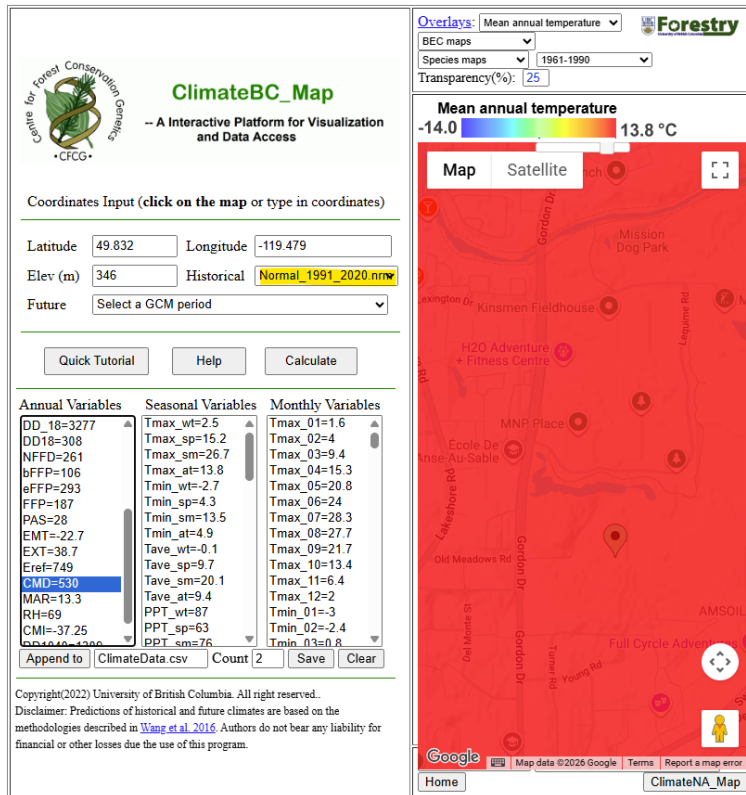 Centre for Forest Conservation Genetics
•CFCG•
ClimateBC_Map
-- A Interactive Platform for Visualization
and Data Access
Coordinates Input (click on the map or type in coordinates)
Latitude 49.832 Longitude -119.479
Elev (m) 346 Historical Normal_1991_2020.nrm
Future Select a GCM period
Quick Tutorial Help Calculate
Annual Variables Seasonal Variables Monthly Variables
DD_18=3277
DD18=308
NFFD=261
bFFP=106
eFFP=293
FFP=187
PAS=28
EMT=-22.7
EXT=38.7
Eref=749
CMD=530
MAR=13.3
RH=69
CMI=-37.25
Tmax_wt=2.5
Tmax_sp=15.2
Tmax_sm=26.7
Tmax_at=13.8
Tmin_wt=-2.7
Tmin_sp=4.3
Tmin_sm=13.5
Tmin_at=4.9
Tave_wt=-0.1
Tave_sp=9.7
Tave_sm=20.1
Tave_at=9.4
PPT_wt=87
PPT_sp=63
PPT_sm=76
Tmax_01=1.6
Tmax_02=4
Tmax_03=9.4
Tmax_04=15.3
Tmax_05=20.8
Tmax_06=24
Tmax_07=28.3
Tmax_08=27.7
Tmax_09=21.7
Tmax_10=13.4
Tmax_11=6.4
Tmax_12=2
Tmin_01=-3
Tmin_02=-2.4
Tmin_03=0.8
Append to ClimateData.csv Count 2 Save Clear
Copyright(2022) University of British Columbia. All right reserved..
Disclaimer: Predictions of historical and future climates are based on the
methodologies described in Wang et al. 2016. Authors do not bear any liability for
financial or other losses due the use of this program.
Overlays: Mean annual temperature
UBC Forestry
University of British Columbia
BEC maps
Species maps 1961-1990
Transparency(%): 25
Mean annual temperature
-14.0 13.8 °C
Map Satellite
Gordon Dr
Mission
Dog Park
Lexington Dr
Kinsmen Fieldhouse
Lequime Rd
H2O Adventure
+ Fitness Centre
MNP Place
École De
Anse-Au-Sable
Lakeshore Rd
Old Meadows Rd
Gordon Dr
Del Monte St
Gordon Dr
Turner Rd
Young Rd
AMSOIL
Full Cyrcle Adventures
Google Map data ©2026 Google Terms Report a map error
Home ClimateNA_Map